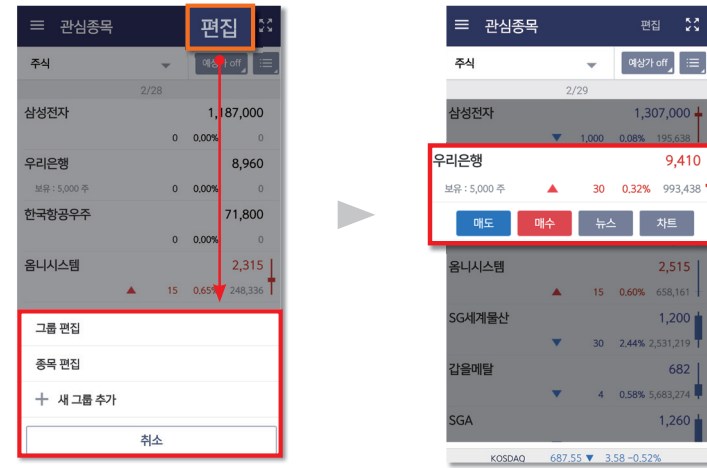 관심종목 편집
주식 예상가 off
2/28
삼성전자 1,187,000
0 0.00% 0
우리은행 8,960
보유 : 5,000 주 0 0.00% 0
한국항공우주 71,800
0 0.00% 0
옴니시스템 2,315
▲ 15 0.65% 248,336
그룹 편집
종목 편집
+ 새 그룹 추가
취소
관심종목 편집
주식 예상가 off
2/29
삼성전자 1,307,000
▼ 1,000 0.08% 195,638
우리은행 9,410
보유 : 5,000 주 ▲ 30 0.32% 993,438
매도 매수 뉴스 차트
옴니시스템 2,515
▲ 15 0.60% 658,161
SG세계물산 1,200
▼ 30 2.44% 2,531,219
갑을메탈 682
▼ 4 0.58% 5,683,274
SGA 1,260
KOSDAQ 687.55 ▼ 3.58 -0.52%